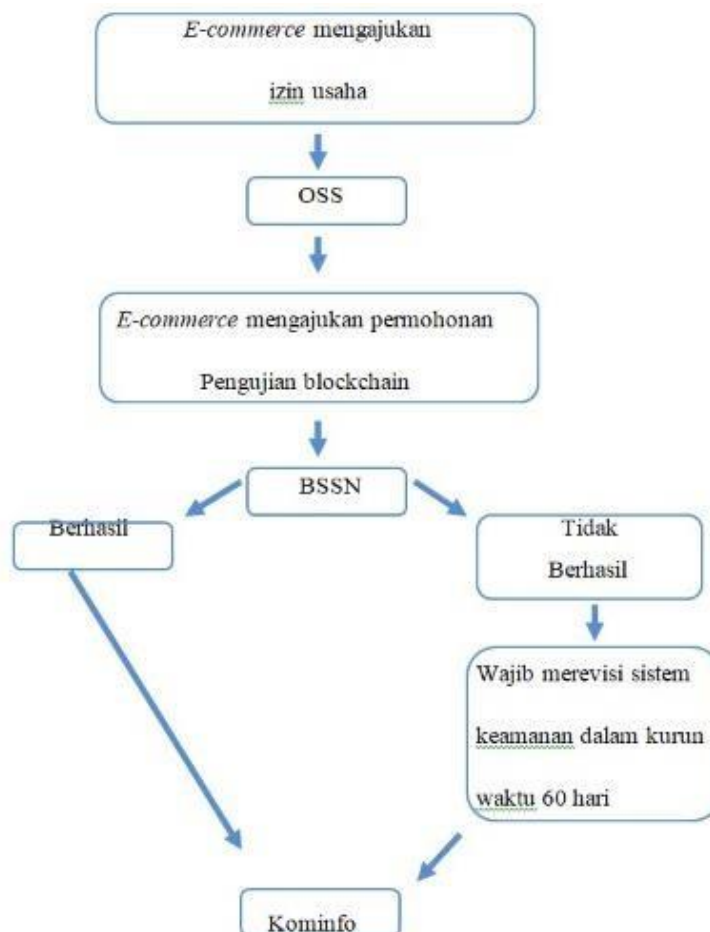 E-commerce mengajukan
izin usaha
OSS
E-commerce mengajukan permohonan
Pengujian blockchain
BSSN
Berhasil
Tidak
Berhasil
Wajib merevisi sistem
keamanan dalam kurun
waktu 60 hari
Kominfo